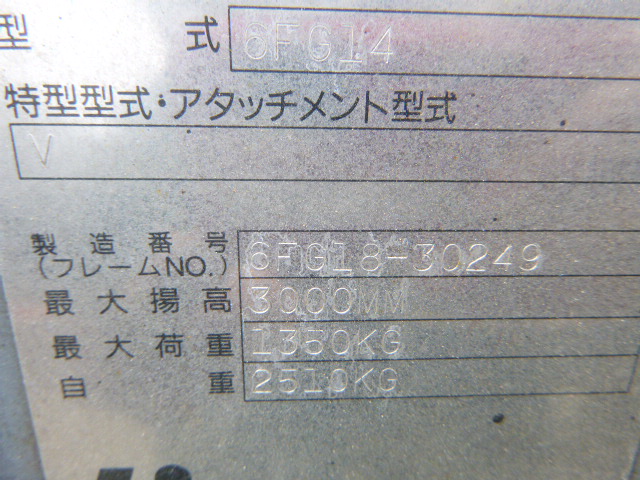 型 式 6FG14
特型型式・アタッチメント型式
V
製造番号 6FG18-30249
(フレームNO.)
最大揚高 3000MM
最大荷重 1350KG
自 重 2510KG